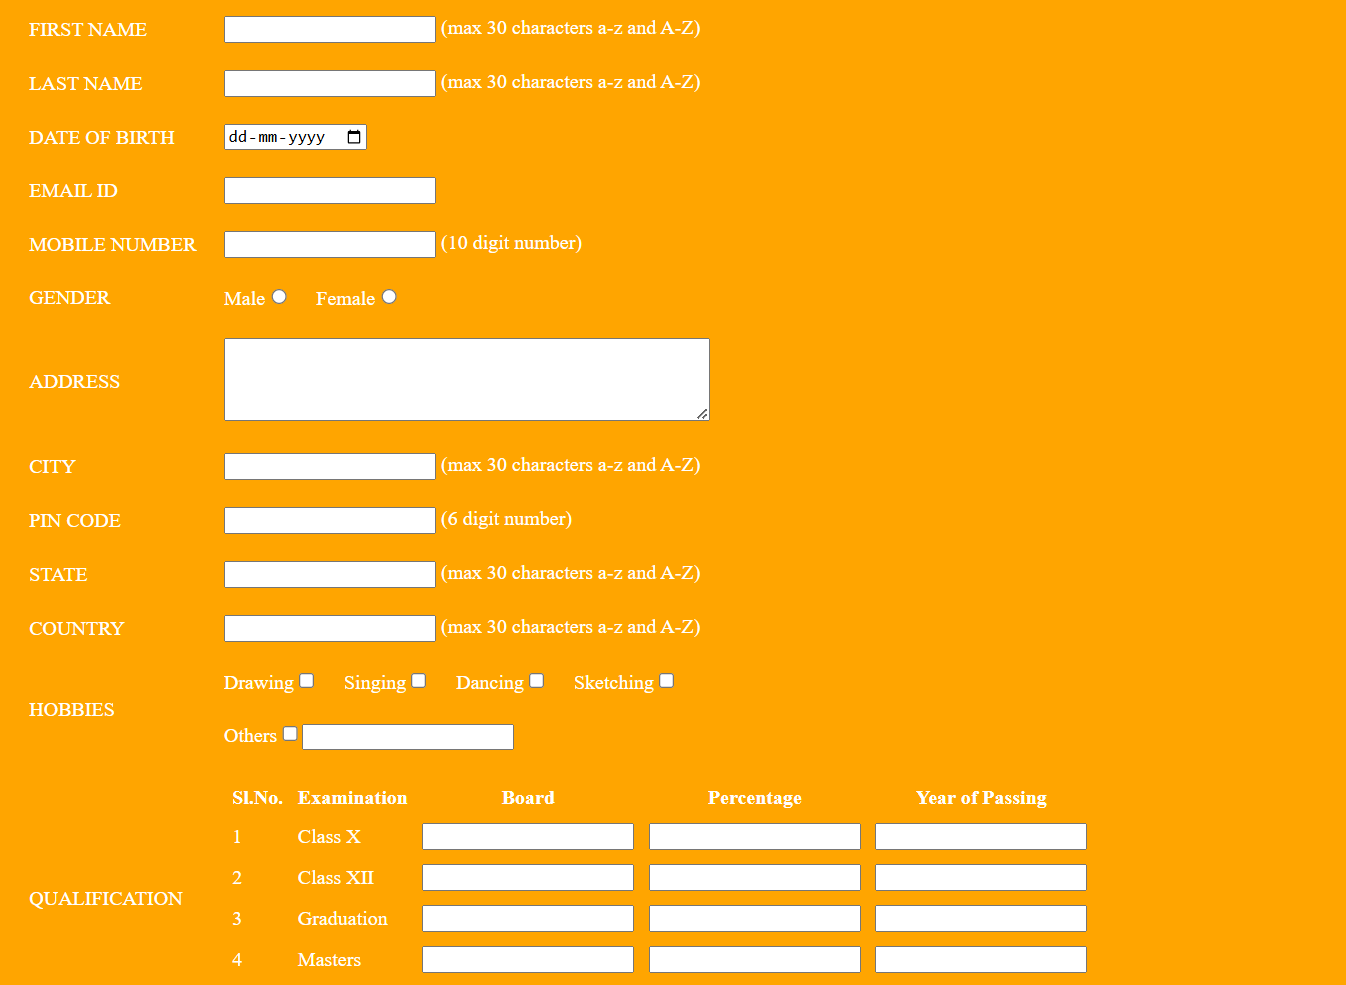 FIRST NAME (max 30 characters a-z and A-Z)
LAST NAME (max 30 characters a-z and A-Z)
DATE OF BIRTH dd-mm-yyyy
EMAIL ID
MOBILE NUMBER (10 digit number)
GENDER Male Female
ADDRESS
CITY (max 30 characters a-z and A-Z)
PIN CODE (6 digit number)
STATE (max 30 characters a-z and A-Z)
COUNTRY (max 30 characters a-z and A-Z)
HOBBIES
Drawing Singing Dancing Sketching
Others
QUALIFICATION
Sl.No. Examination Board Percentage Year of Passing
1 Class X
2 Class XII
3 Graduation
4 Masters